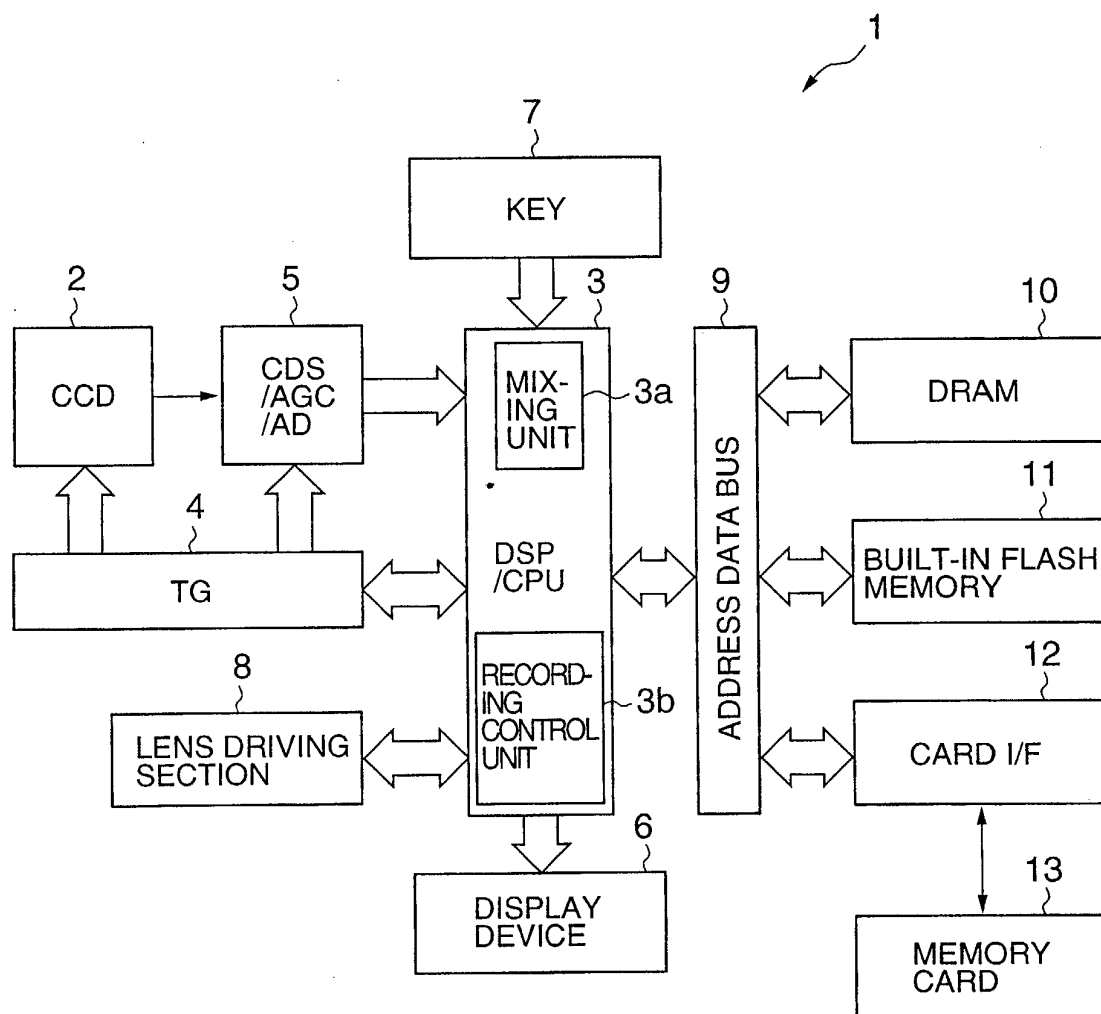 1
7
KEY
2
CCD
5
CDS
/AGC
/AD
3
MIX-
ING
UNIT
3a
9
ADDRESS DATA BUS
10
DRAM
4
TG
DSP
/CPU
11
BUILT-IN FLASH
MEMORY
8
LENS DRIVING
SECTION
RECORD-
ING
CONTROL
UNIT
3b
12
CARD I/F
6
DISPLAY
DEVICE
13
MEMORY
CARD